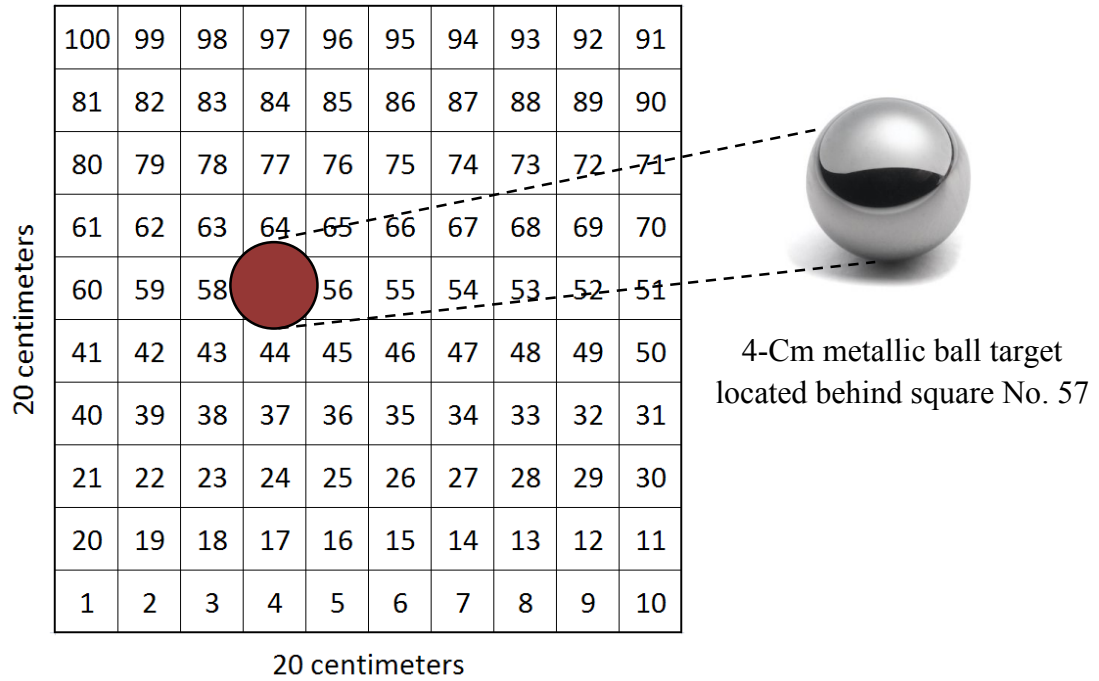 100 99 98 97 96 95 94 93 92 91
81 82 83 84 85 86 87 88 89 90
80 79 78 77 76 75 74 73 72 71
61 62 63 64 65 66 67 68 69 70
60 59 58 56 55 54 53 52 51
41 42 43 44 45 46 47 48 49 50
40 39 38 37 36 35 34 33 32 31
21 22 23 24 25 26 27 28 29 30
20 19 18 17 16 15 14 13 12 11
1 2 3 4 5 6 7 8 9 10
20 centimeters
20 centimeters
4-Cm metallic ball target
located behind square No. 57